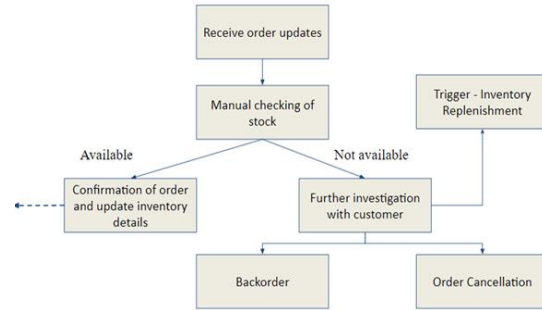 Receive order updates
Trigger - Inventory
Replenishment
Manual checking of
stock
Available
Not available
Confirmation of order
and update inventory
details
Further investigation
with customer
Backorder
Order Cancellation